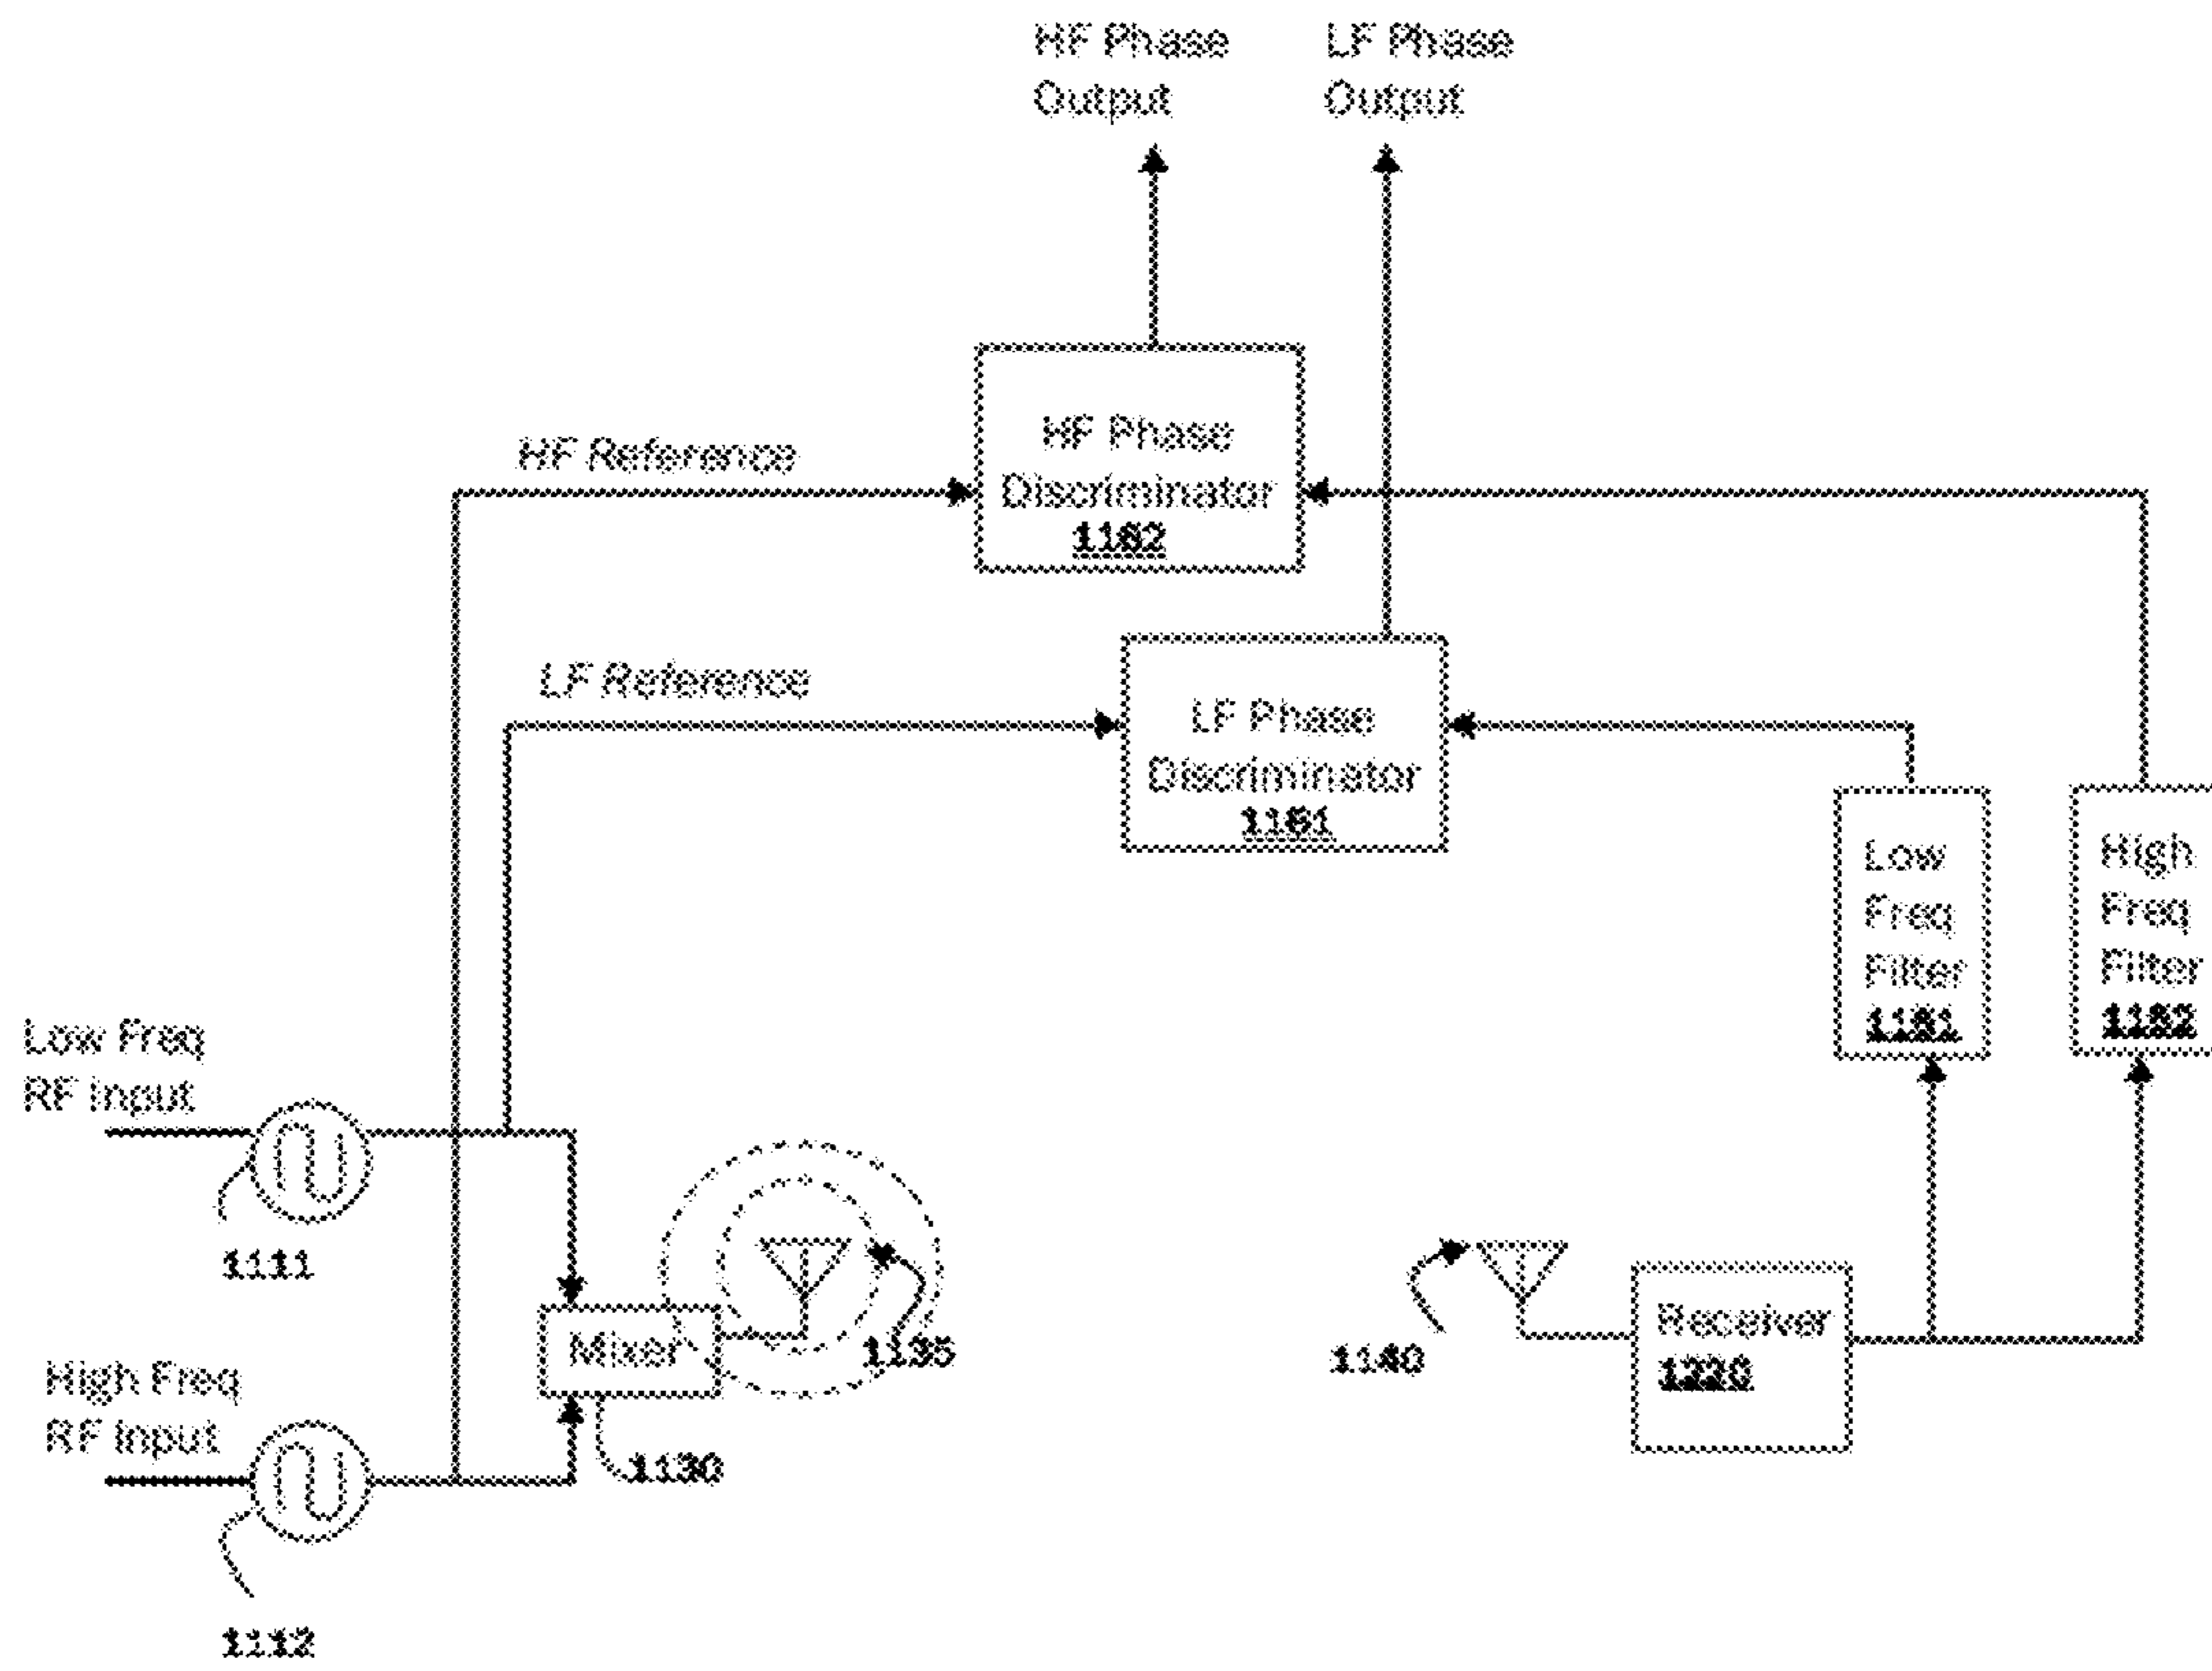 HF Phase
Output
LF Phase
Output
HF Reference
HF Phase
Discriminator
1162
LF Reference
LF Phase
Discriminator
1161
Low
Freq
Filter
High
Freq
Filter
Low Freq
RF Input
1111
High Freq
RF Input
1112
Mixer
1130
1135
1140
Receiver
1220